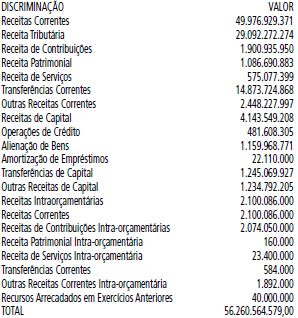 DISCRIMINAÇÃO VALOR
Receitas Correntes 49.976.929.371
Receita Tributária 29.092.272.274
Receita de Contribuições 1.900.935.950
Receita Patrimonial 1.086.690.883
Receita de Serviços 575.077.399
Transferências Correntes 14.873.724.868
Outras Receitas Correntes 2.448.227.997
Receitas de Capital 4.143.549.208
Operações de Crédito 481.608.305
Alienação de Bens 1.159.968.771
Amortização de Empréstimos 22.110.000
Transferências de Capital 1.245.069.927
Outras Receitas de Capital 1.234.792.205
Receitas Intraorçamentárias 2.100.086.000
Receitas Correntes 2.100.086.000
Receitas de Contribuições Intra-orçamentárias 2.074.050.000
Receita Patrimonial Intra-orçamentária 160.000
Receita de Serviços Intra-orçamentária 23.400.000
Transferências Correntes 584.000
Outras Receitas Correntes Intra-orçamentária 1.892.000
Recursos Arrecadados em Exercícios Anteriores 40.000.000
TOTAL 56.260.564.579,00